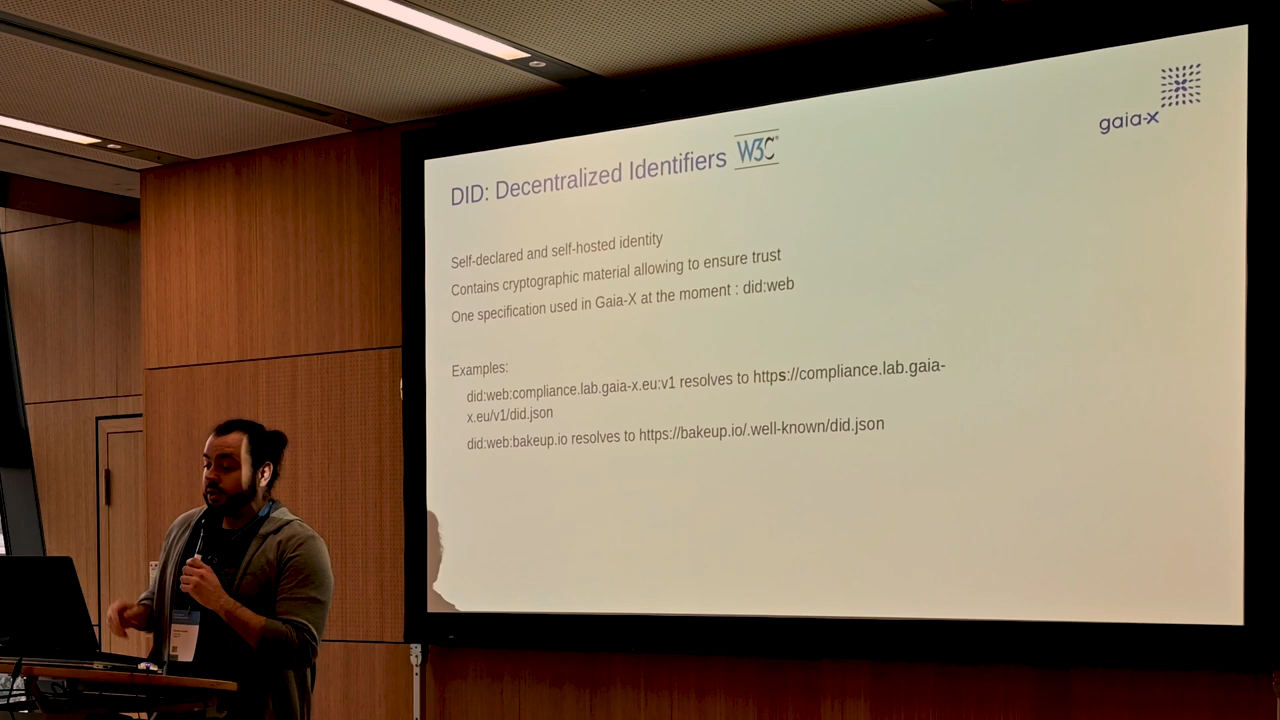 gaia-x
DID: Decentralized Identifiers W3C®
Self-declared and self-hosted identity
Contains cryptographic material allowing to ensure trust
One specification used in Gaia-X at the moment : did:web
Examples:
did:web:compliance.lab.gaia-x.eu:v1 resolves to https://compliance.lab.gaia-
x.eu/v1/did.json
did:web:bakeup.io resolves to https://bakeup.io/.well-known/did.json